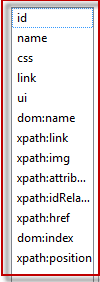 id
name
css
link
ui
dom:name
xpath:link
xpath:img
xpath:attrib...
xpath:idRela...
xpath:href
dom:index
xpath:position